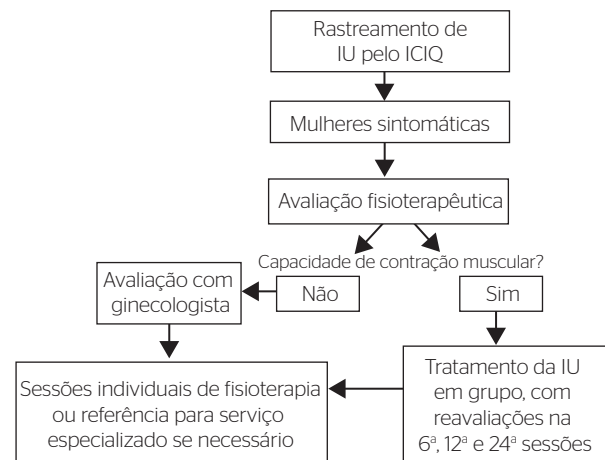 Rastreamento de
IU pelo ICIQ
Mulheres sintomáticas
Avaliação fisioterapêutica
Capacidade de contração muscular?
Não
Sim
Avaliação com
ginecologista
Sessões individuais de fisioterapia
ou referência para serviço
especializado se necessário
Tratamento da IU
em grupo, com
reavaliações na
6ª, 12ª e 24ª sessões